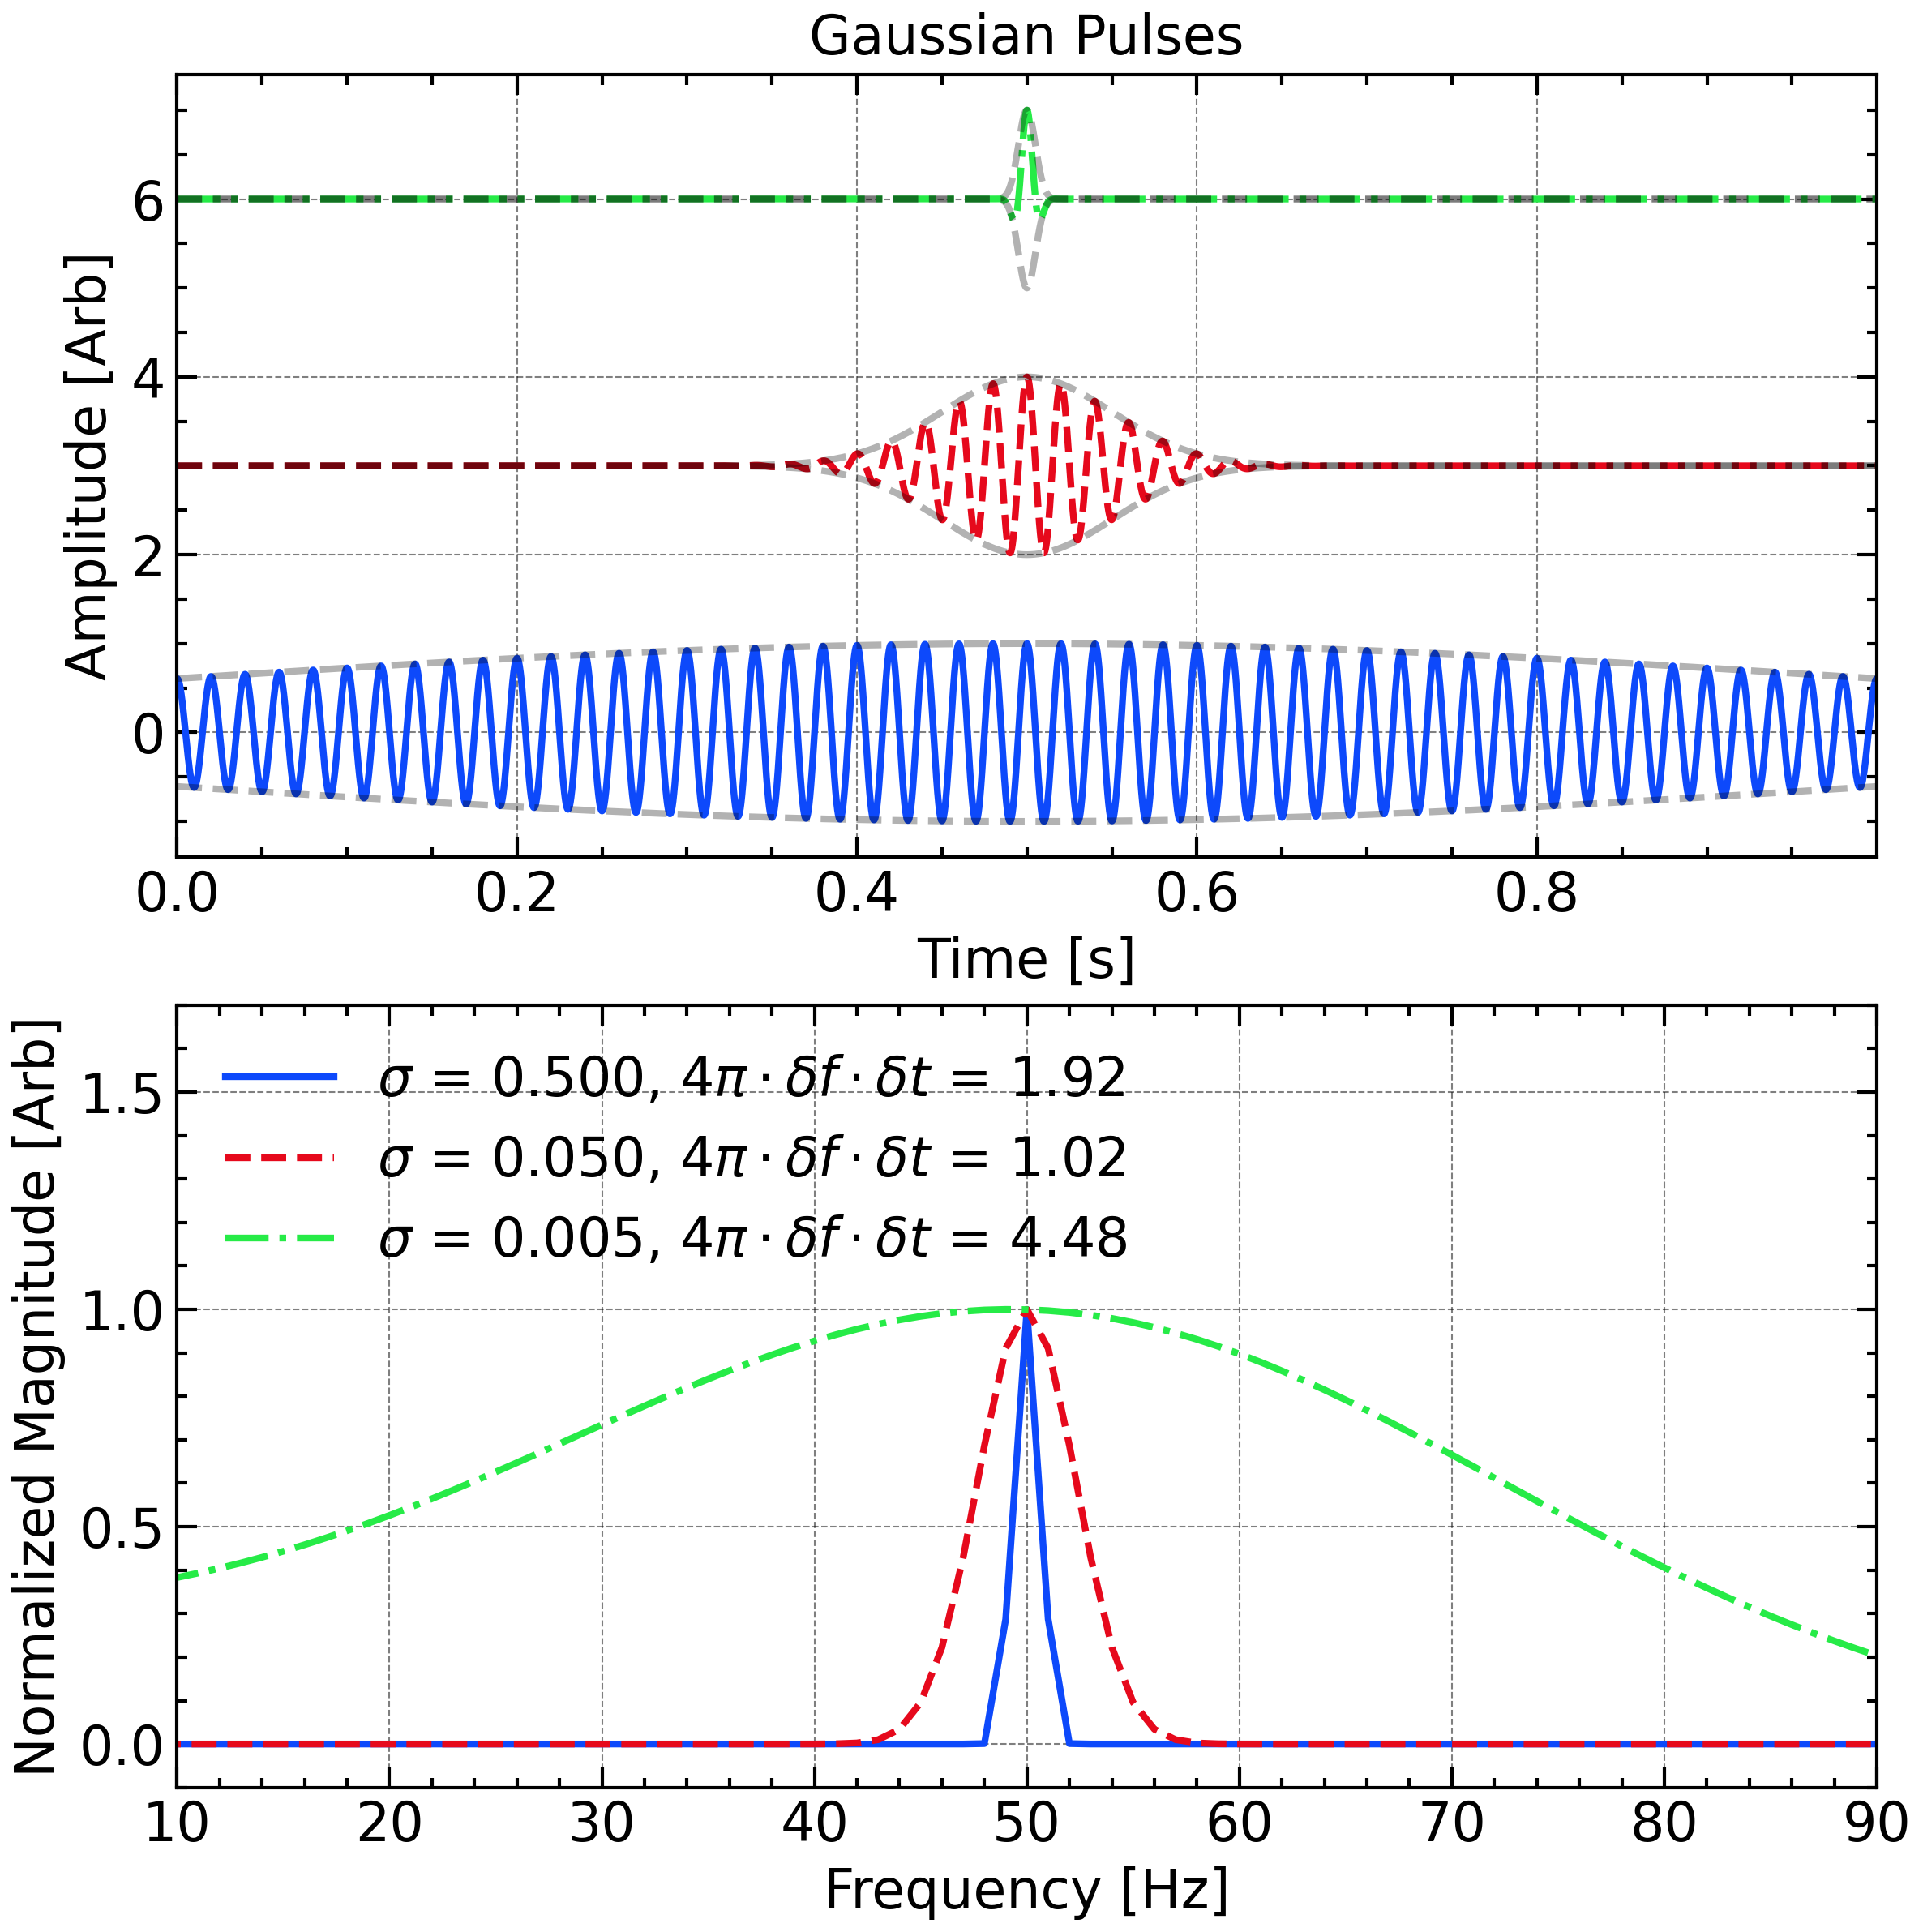 Gaussian Pulses
Amplitude [Arb]
6
4
2
0
0.0 0.2 0.4 0.6 0.8
Time [s]
Normalized Magnitude [Arb]
1.5
1.0
0.5
0.0
σ = 0.500, 4π · δf · δt = 1.92
σ = 0.050, 4π · δf · δt = 1.02
σ = 0.005, 4π · δf · δt = 4.48
10 20 30 40 50 60 70 80 90
Frequency [Hz]